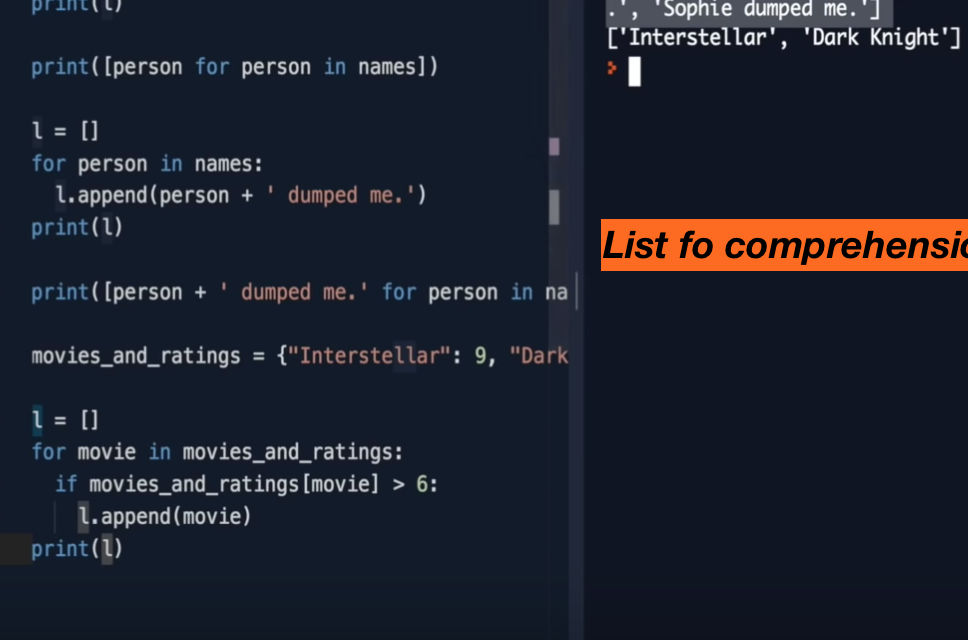 print(l)
print([person for person in names])
l = []
for person in names:
l.append(person + ' dumped me.')
print(l)
print([person + ' dumped me.' for person in na
movies_and_ratings = {"Interstellar": 9, "Dark
l = []
for movie in movies_and_ratings:
if movies_and_ratings[movie] > 6:
l.append(movie)
print(l)
.', 'Sophie dumped me.']
['Interstellar', 'Dark Knight']
>
List fo comprehensio